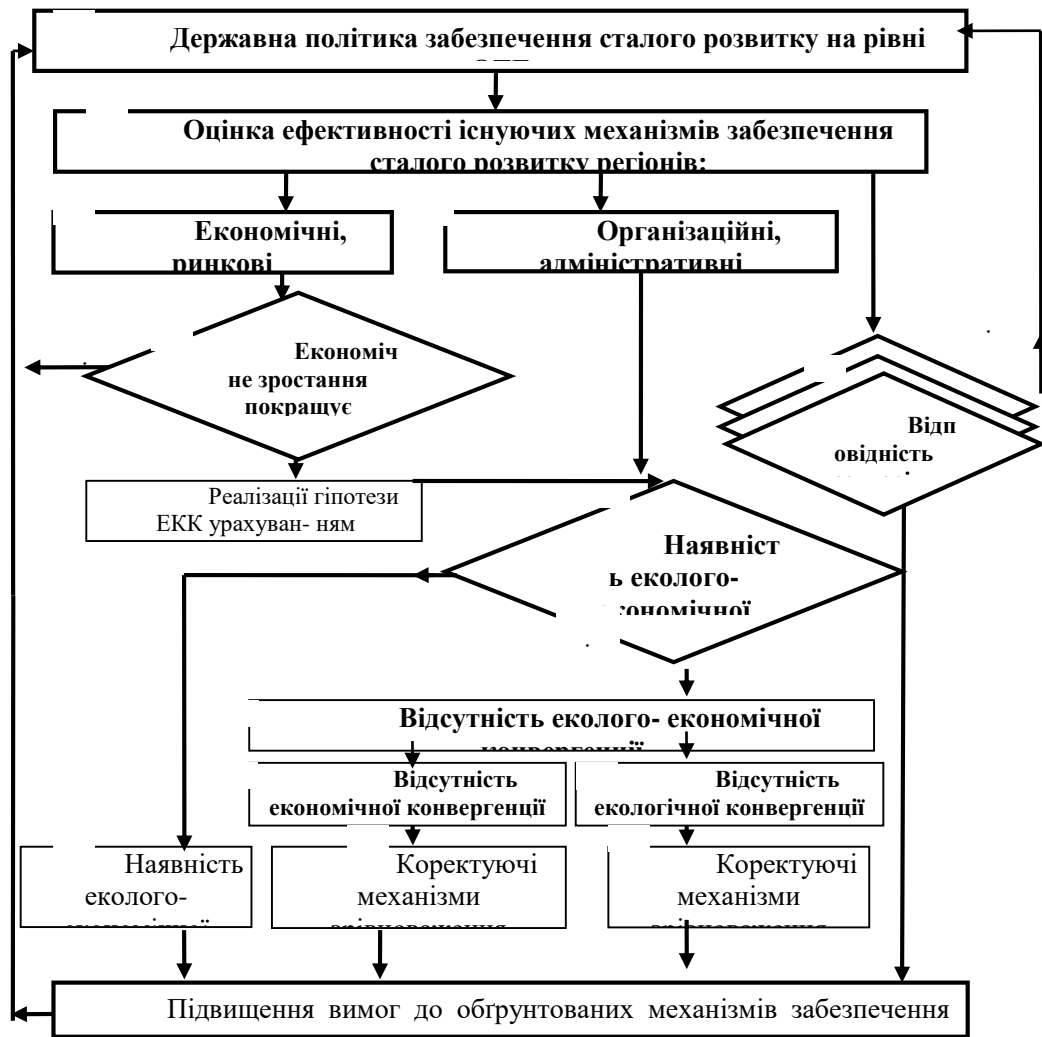 Державна політика забезпечення сталого розвитку на рівні
Оцінка ефективності існуючих механізмів забезпечення
сталого розвитку регіонів:
Економічні,
ринкові
Організаційні,
адміністративні
Економіч
не зростання
покращує
Відп
овідність
Реалізації гіпотези
ЕКК урахуван- ням
Наявніст
ь еколого-
Відсутність еколого- економічної
конвергенції
Відсутність
економічної конвергенції
Відсутність
екологічної конвергенції
Наявність
еколого-
Коректуючі
механізми
Коректуючі
механізми
Підвищення вимог до обґрунтованих механізмів забезпечення